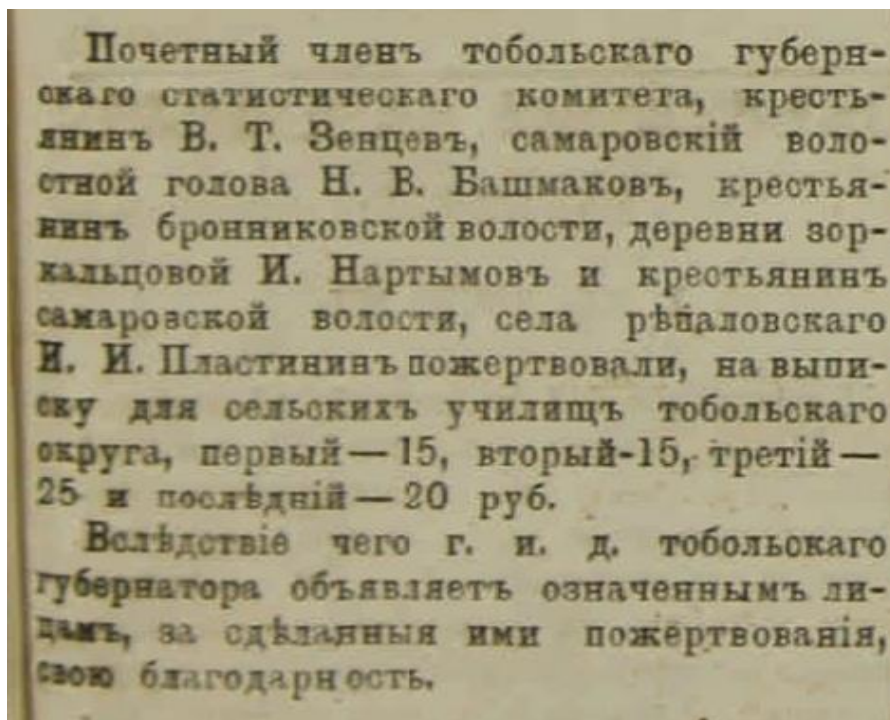 Почетный членъ тобольскаго губерн-
скаго статистическаго комитета, кресть-
янинъ В. Т. Зенцевъ, самаровскій воло-
стной голова Н. В. Башмаковъ, крестья-
нинъ бронниковской волости, деревни зор-
кальцовой И. Нартымовъ и крестьянинъ
самаровской волости, села рѣпаловскаго
И. И. Пластининъ пожертвовали, на выпи-
ску для сельскихъ училищъ тобольскаго
округа, первый—15, вторый-15, третій—
25 и послѣдній—20 руб.
Вслѣдствіе чего г. и. д. тобольскаго
губернатора объявляетъ означеннымъ ли-
цамъ, за сдѣланныя ими пожертвованія,
свою благодарность.